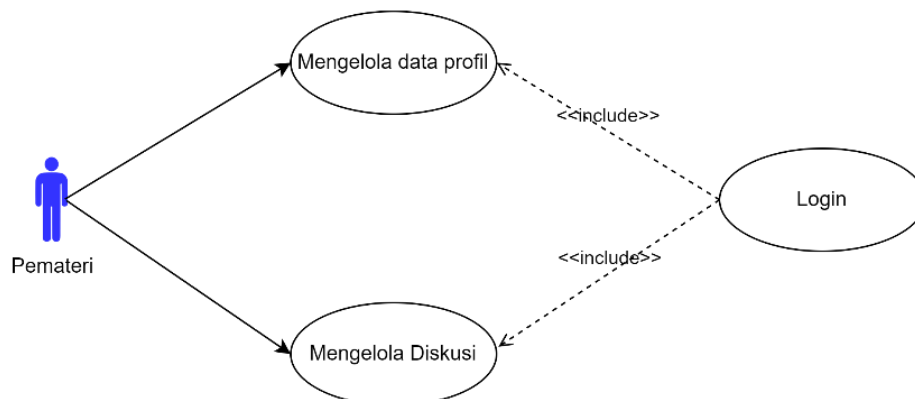 Mengelola data profil
<<include>>
Login
Pemateri
<<include>>
Mengelola Diskusi